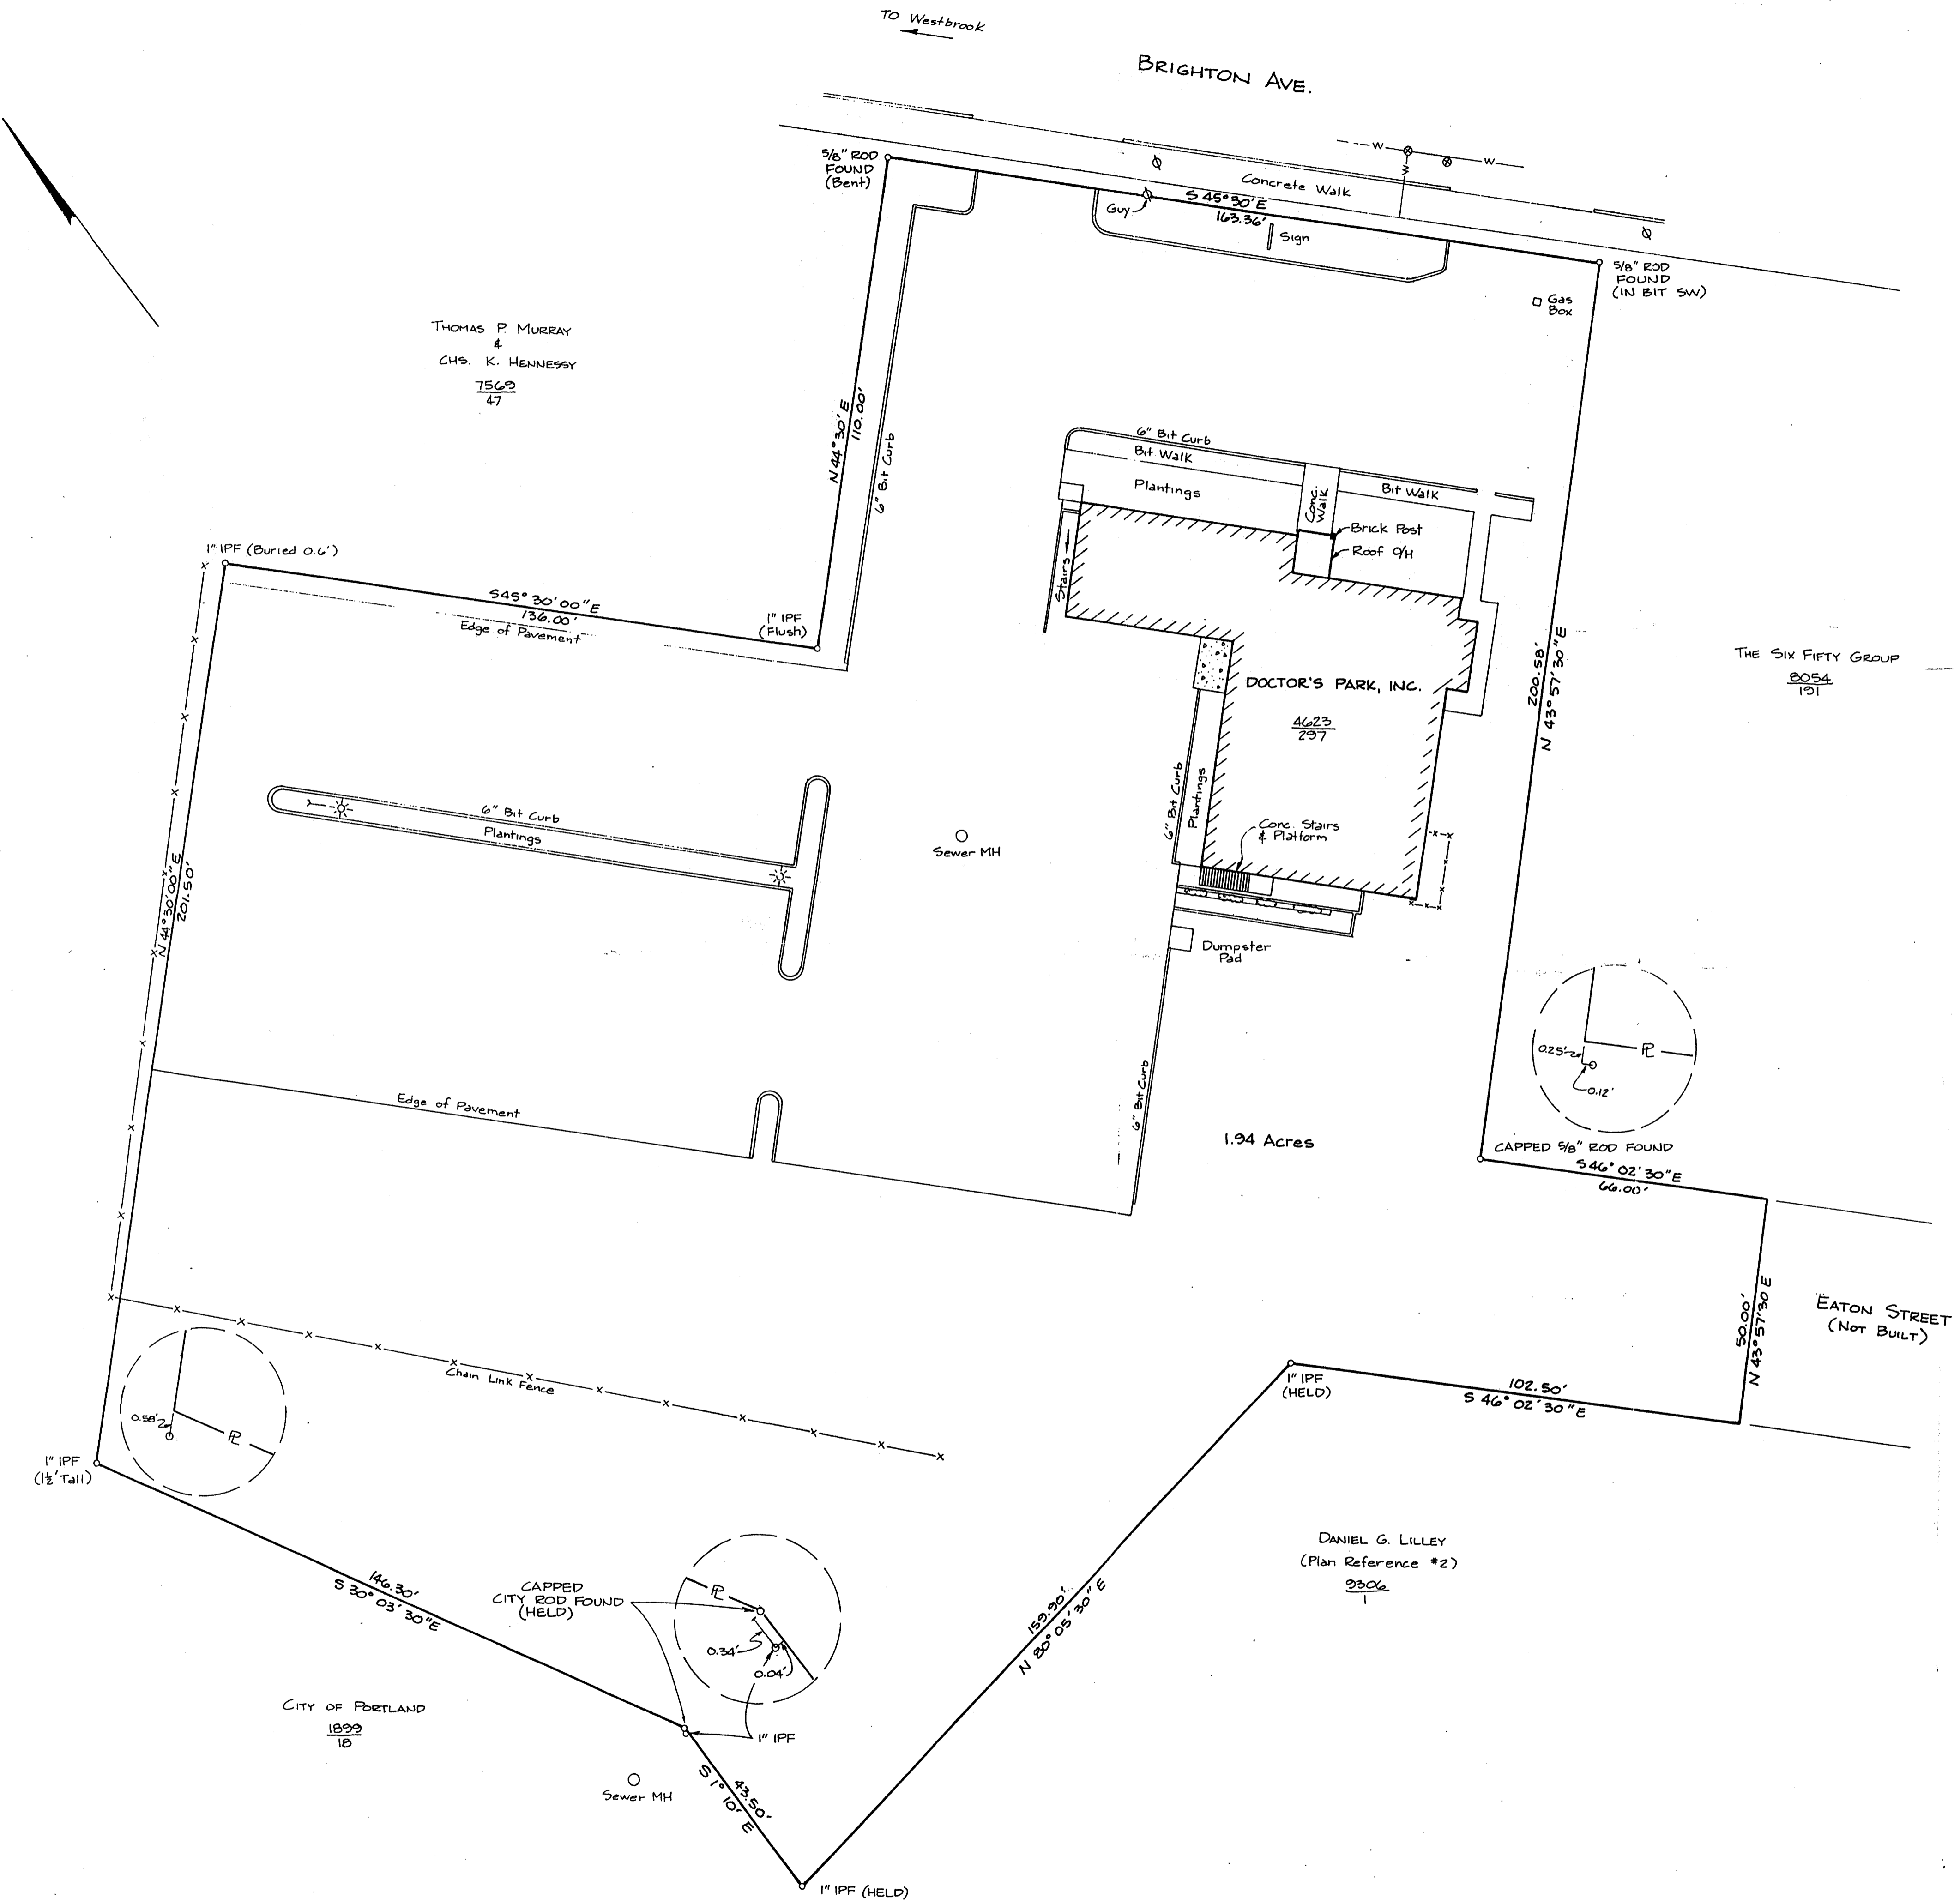 TO Westbrook
BRIGHTON AVE.
5/8" ROD
FOUND
(Bent)
W
W
W
Concrete Walk
S 45° 30' E
163.36'
Guy
Sign
5/8" ROD
FOUND
(IN BIT SW)
Gas
Box
THOMAS P. MURRAY
&
CHS. K. HENNESSY
7569
47
N 44° 30' E
110.00'
6" Bit Curb
6" Bit Curb
Bit Walk
Plantings
Conc.
Walk
Bit Walk
Brick Post
Roof O/H
Stairs
1" IPF (Buried 0.6')
S 45° 30' 00" E
136.00'
Edge of Pavement
1" IPF
(Flush)
200.58'
N 43° 57' 30" E
THE SIX FIFTY GROUP
8054
191
DOCTOR'S PARK, INC.
4623
297
6" Bit Curb
Plantings
Conc. Stairs
& Platform
6" Bit Curb
Plantings
Sewer MH
N 44° 30' 00" E
201.50'
Dumpster
Pad
0.25'
PL
0.12'
6" Bit Curb
Edge of Pavement
1.94 Acres
CAPPED 5/8" ROD FOUND
S 46° 02' 30" E
66.00'
50.00'
N 43° 57' 30 E
EATON STREET
(NOT BUILT)
Chain Link Fence
1" IPF
(HELD)
102.50'
S 46° 02' 30" E
0.58'
PL
1" IPF
(1½' Tall)
146.30'
S 30° 03' 30" E
CAPPED
CITY ROD FOUND
(HELD)
PL
0.34'
0.04'
159.90'
N 80° 05' 30" E
DANIEL G. LILLEY
(Plan Reference #2)
9306
1
CITY OF PORTLAND
1899
18
1" IPF
Sewer MH
43.50'
S 1° 10' E
1" IPF (HELD)